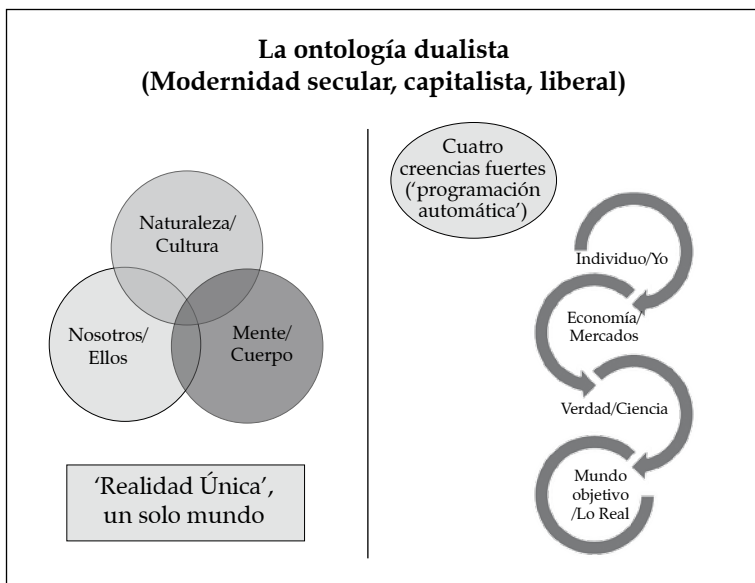 La ontología dualista
(Modernidad secular, capitalista, liberal)
Naturaleza/
Cultura
Nosotros/
Ellos
Mente/
Cuerpo
‘Realidad Única’,
un solo mundo
Cuatro
creencias fuertes
(‘programación
automática’)
Individuo/Yo
Economía/
Mercados
Verdad/Ciencia
Mundo
objetivo
/Lo Real